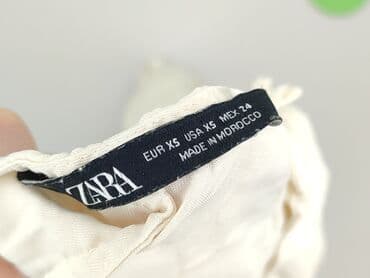 ZARA
EUR XS USA XS MEX 24
MADE IN MOROCCO